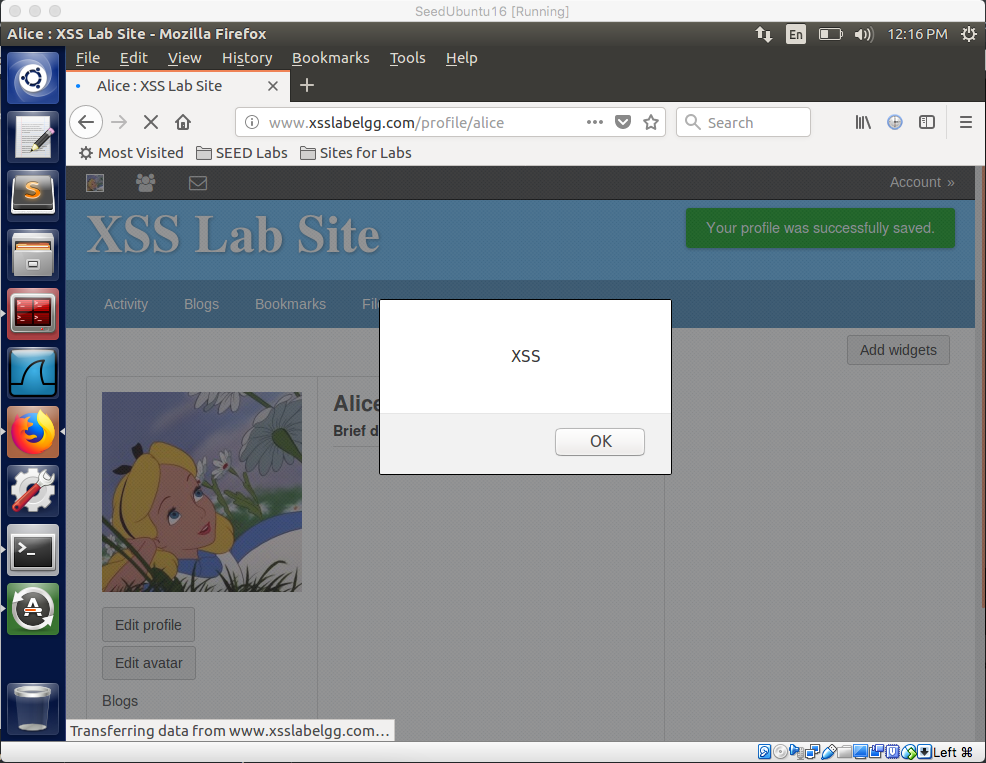 SeedUbuntu16 [Running]
Alice : XSS Lab Site - Mozilla Firefox
En
12:16 PM
File Edit View History Bookmarks Tools Help
Alice : XSS Lab Site
www.xsslabelgg.com/profile/alice
Search
Most Visited SEED Labs Sites for Labs
Account »
XSS Lab Site
Your profile was successfully saved.
Activity Blogs Bookmarks Fil
XSS
Add widgets
Alice
Brief d
OK
Edit profile
Edit avatar
Blogs
Transferring data from www.xsslabelgg.com…
Left ⌘